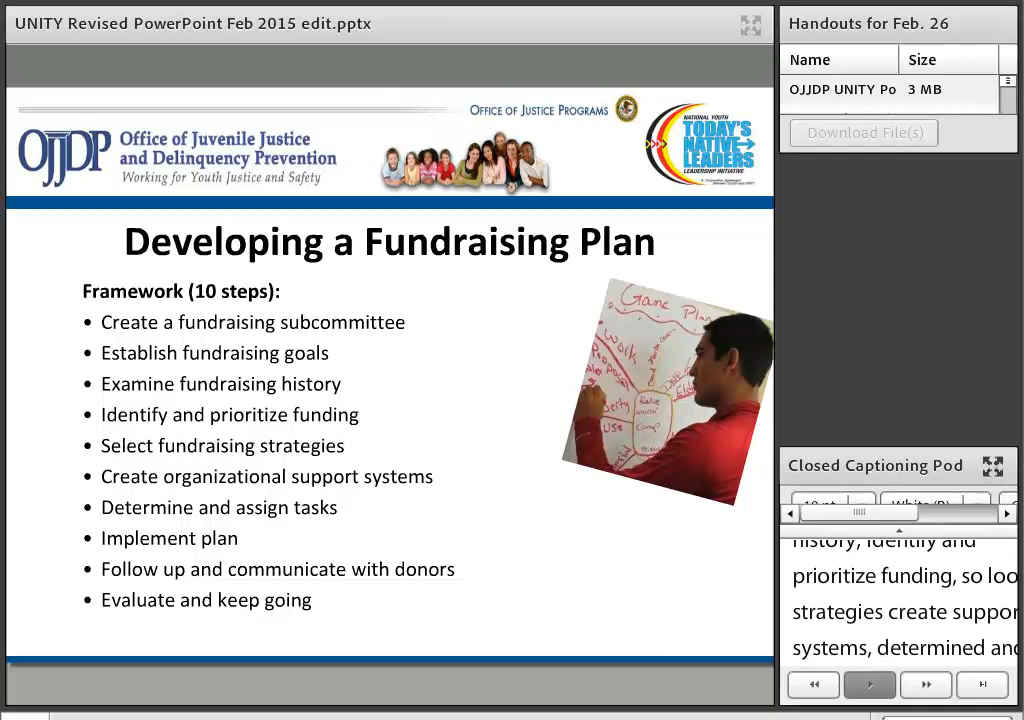 UNITY Revised PowerPoint Feb 2015 edit.pptx
OFFICE OF JUSTICE PROGRAMS
OJJDP
Office of Juvenile Justice
and Delinquency Prevention
Working for Youth Justice and Safety
NATIONAL YOUTH
TODAY'S
NATIVE
LEADERS
LEADERSHIP INITIATIVE
Developing a Fundraising Plan
Framework (10 steps):
• Create a fundraising subcommittee
• Establish fundraising goals
• Examine fundraising history
• Identify and prioritize funding
• Select fundraising strategies
• Create organizational support systems
• Determine and assign tasks
• Implement plan
• Follow up and communicate with donors
• Evaluate and keep going
Game Plan
Work
Use
Camp
Handouts for Feb. 26
Name Size
OJJDP UNITY Po 3 MB
Download File(s)
Closed Captioning Pod
history, identify and
prioritize funding, so loo
strategies create suppor
systems, determined and